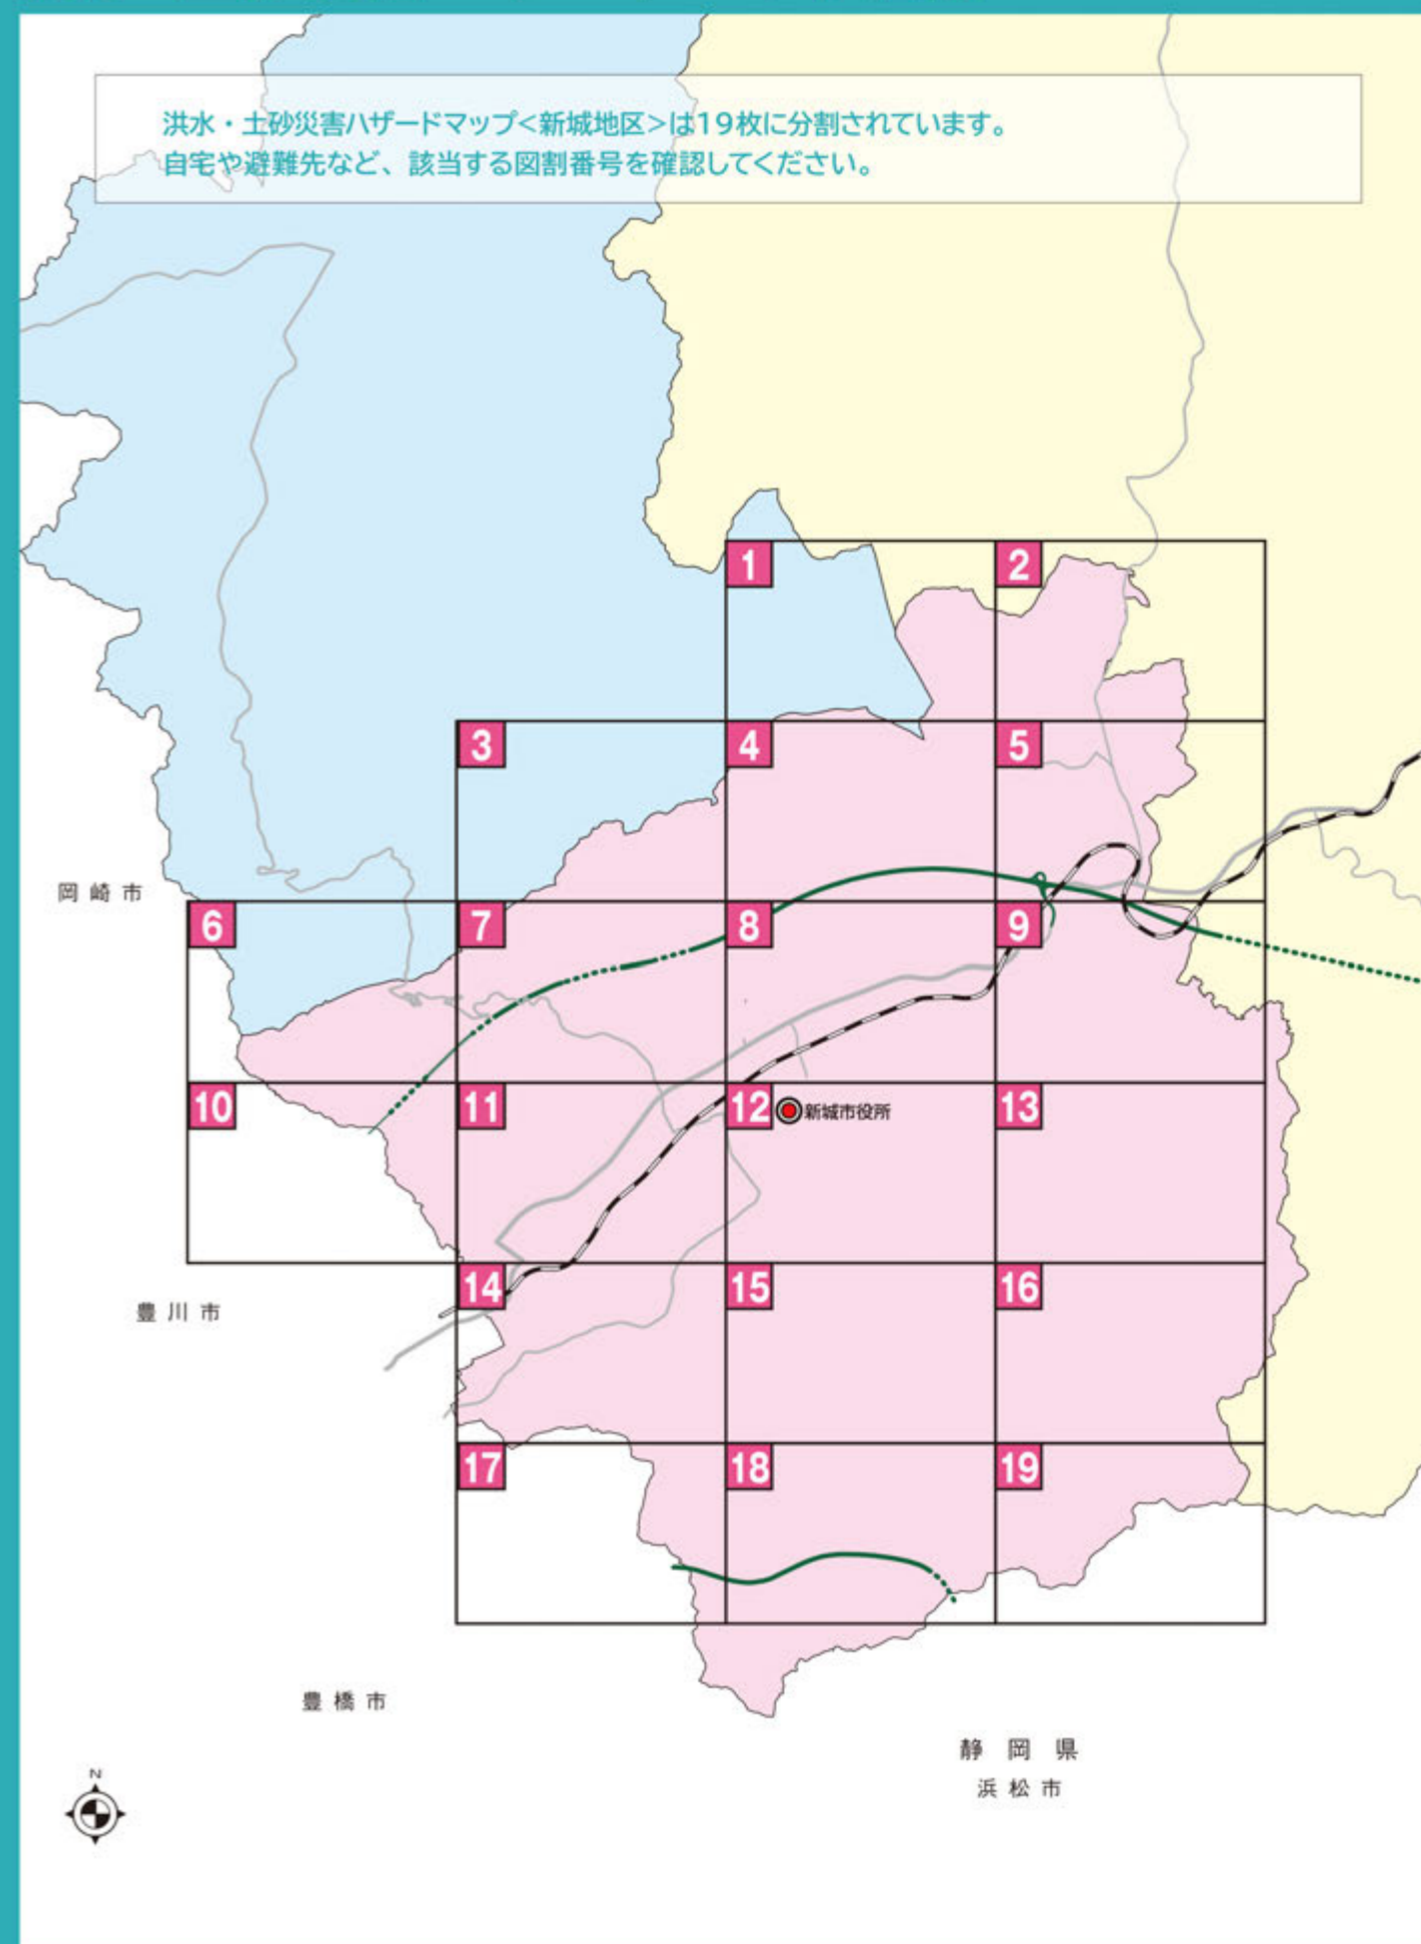 洪水・土砂災害ハザードマップ<新城地区>は19枚に分割されています。
自宅や避難先など、該当する図割番号を確認してください。
1
2
3
4
5
岡崎市
6
7
8
9
10
11
12
新城市役所
13
14
15
16
豊川市
17
18
19
豊橋市
静岡県
浜松市
N